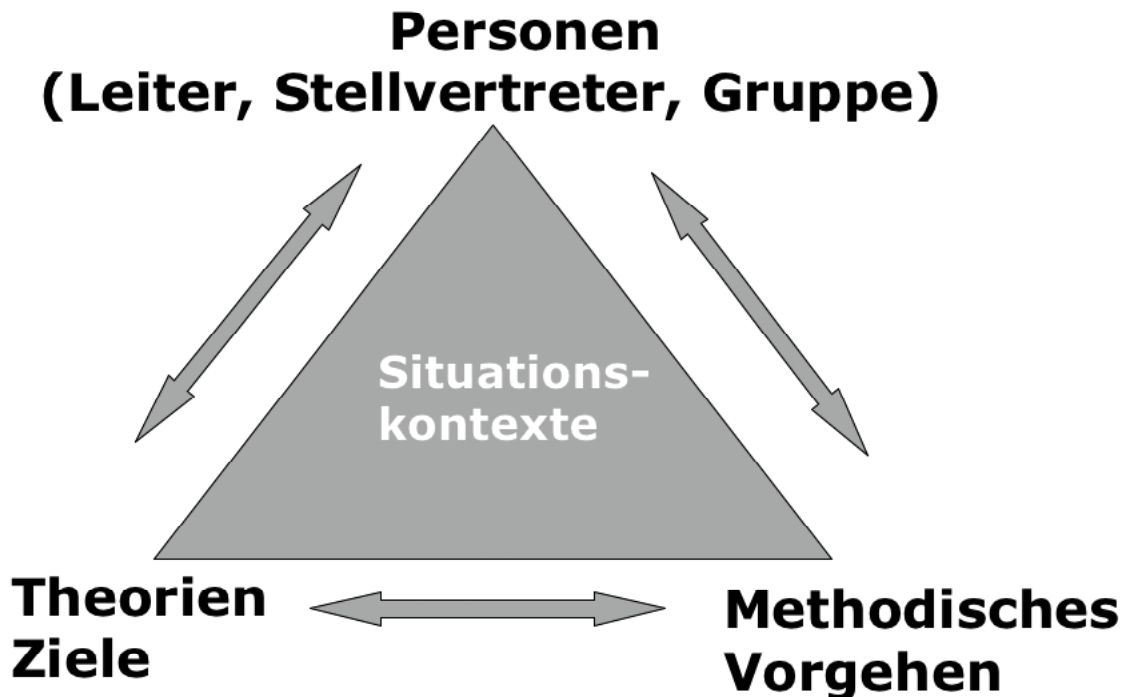 Personen
(Leiter, Stellvertreter, Gruppe)
Situations-
kontexte
Theorien
Ziele
Methodisches
Vorgehen